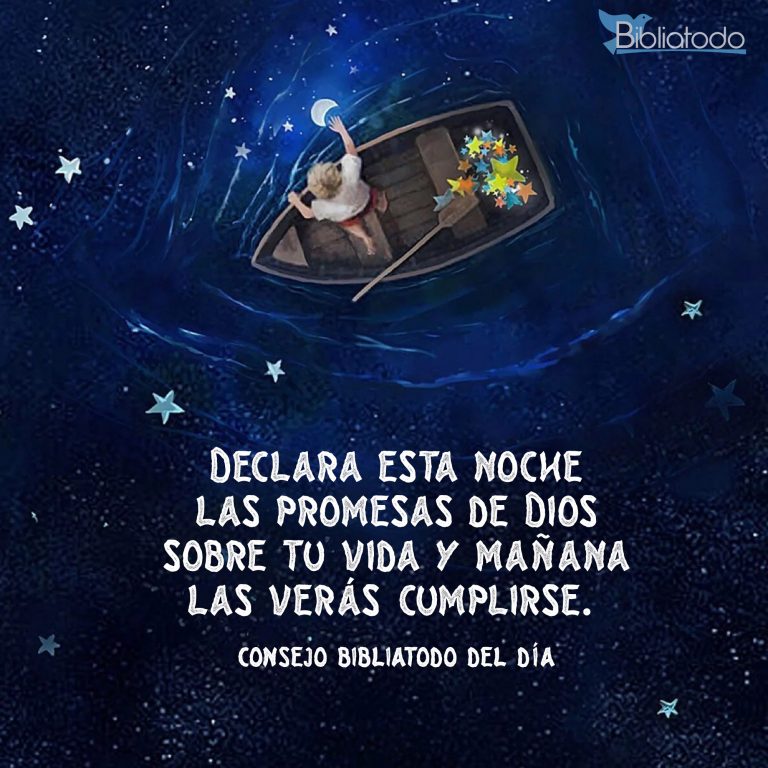 Bibliatodo
DECLARA ESTA NOCHE
LAS PROMESAS DE DIOS
SOBRE TU VIDA Y MAÑANA
LAS VERÁS CUMPLIRSE.
CONSEJO BIBLIATODO DEL DÍA